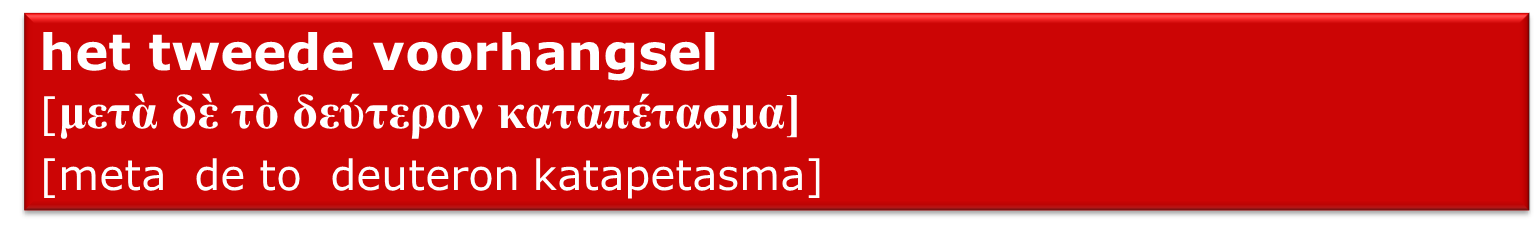 het tweede voorhangsel
[μετὰ δὲ τὸ δεύτερον καταπέτασμα]
[meta  de to  deuteron katapetasma]